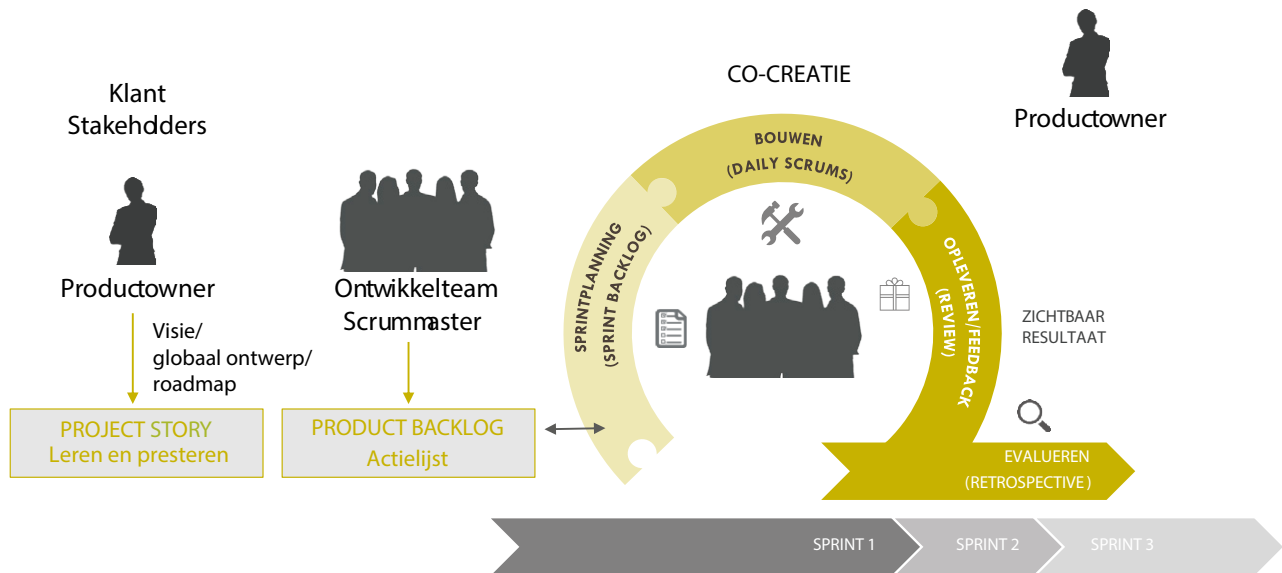 Klant
Stakehdders
Productowner
Visie/
globaal ontwerp/
roadmap
PROJECT STORY
Leren en presteren
Ontwikkelteam
Scrummaster
PRODUCT BACKLOG
Actielijst
CO-CREATIE
SPRINTPLANNING
(SPRINT BACKLOG)
BOUWEN
(DAILY SCRUMS)
OPLEVEREN/FEEDBACK
(REVIEW)
Productowner
ZICHTBAAR
RESULTAAT
EVALUEREN
(RETROSPECTIVE)
SPRINT 1
SPRINT 2
SPRINT 3